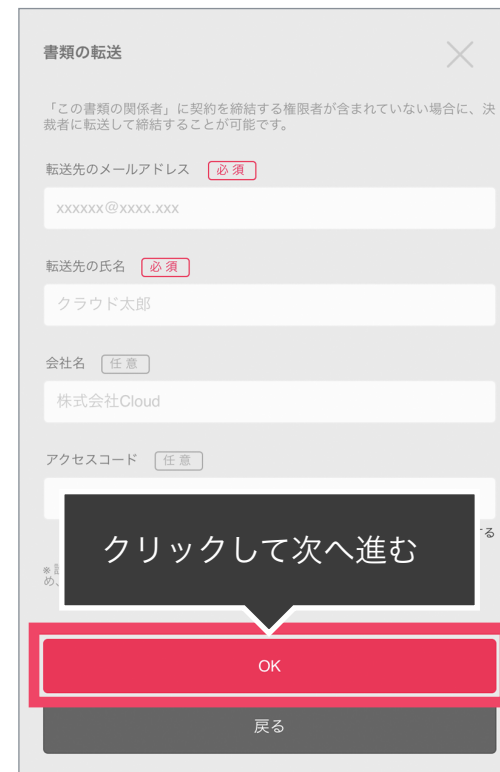 書類の転送
「この書類の関係者」に契約を締結する権限者が含まれていない場合に、決
裁者に転送して締結することが可能です。
転送先のメールアドレス 必須
xxxxxx@xxxx.xxx
転送先の氏名 必須
クラウド太郎
会社名 任意
株式会社Cloud
アクセスコード 任意
する
クリックして次へ進む
め、
OK
戻る